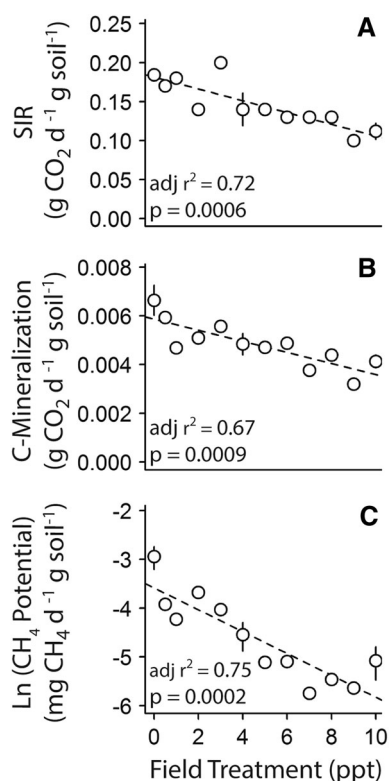 A
0.25
0.20
0.15
0.10
0.05
0.00
SIR
(g CO₂ d⁻¹ g soil⁻¹)
adj r² = 0.72
p = 0.0006
B
0.008
0.006
0.004
0.002
0.000
C-Mineralization
(g CO₂ d⁻¹ g soil⁻¹)
adj r² = 0.67
p = 0.0009
C
-2
-3
-4
-5
-6
Ln (CH₄ Potential)
(mg CH₄ d⁻¹ g soil⁻¹)
adj r² = 0.75
p = 0.0002
0 2 4 6 8 10
Field Treatment (ppt)